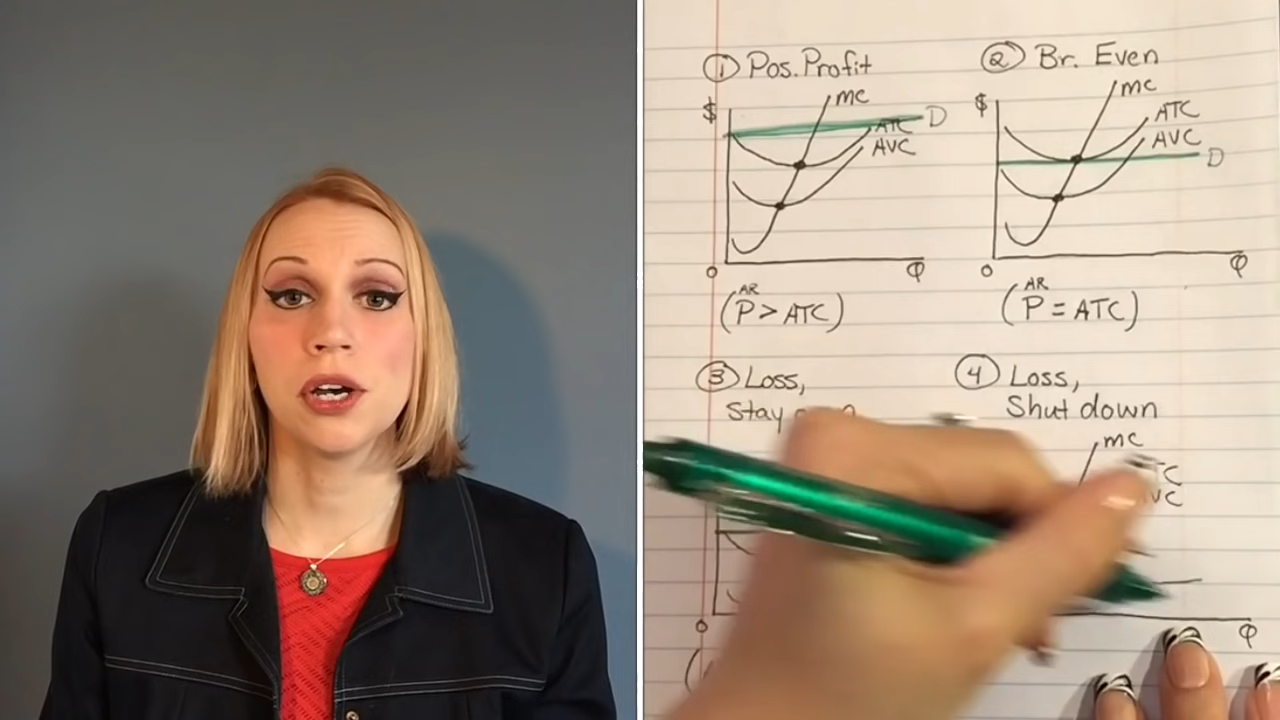 ① Pos. Profit
$
MC
ATC
AVC
D
0
Q
AR
(P > ATC)
② Br. Even
$
MC
ATC
AVC
D
0
Q
AR
(P = ATC)
③ Loss,
Stay
0
(
④ Loss,
Shut down
MC
Q